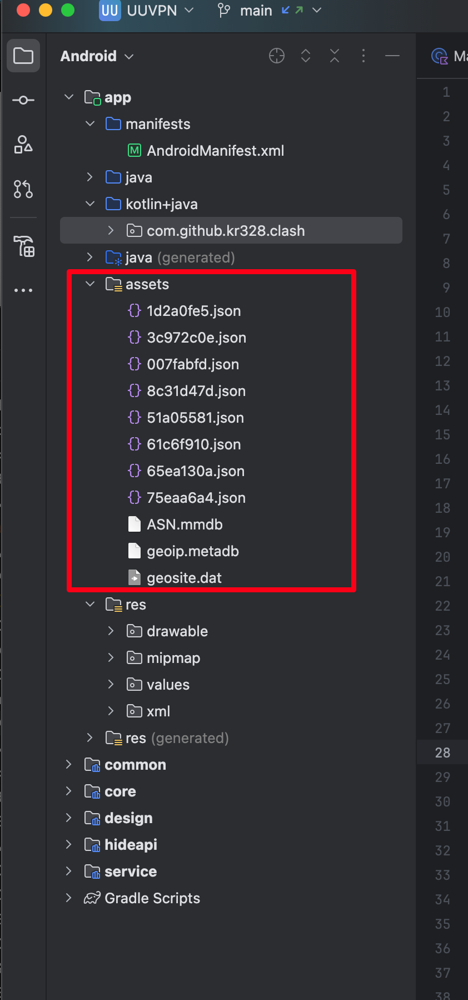 UU UUVPN main
Android
Ma
app
manifests
M AndroidManifest.xml
java
kotlin+java
com.github.kr328.clash
java (generated)
assets
{} 1d2a0fe5.json
{} 3c972c0e.json
{} 007fabfd.json
{} 8c31d47d.json
{} 51a05581.json
{} 61c6f910.json
{} 65ea130a.json
{} 75eaa6a4.json
ASN.mmdb
geoip.metadb
geosite.dat
res
drawable
mipmap
values
xml
res (generated)
common
core
design
hideapi
service
Gradle Scripts
1
2
3
4
5
6
7
8
9
10
11
12
13
14
15
16
17
18
19
20
21
22
23
24
25
26
27
28
29
30
31
32
33
34
35
36
37
38